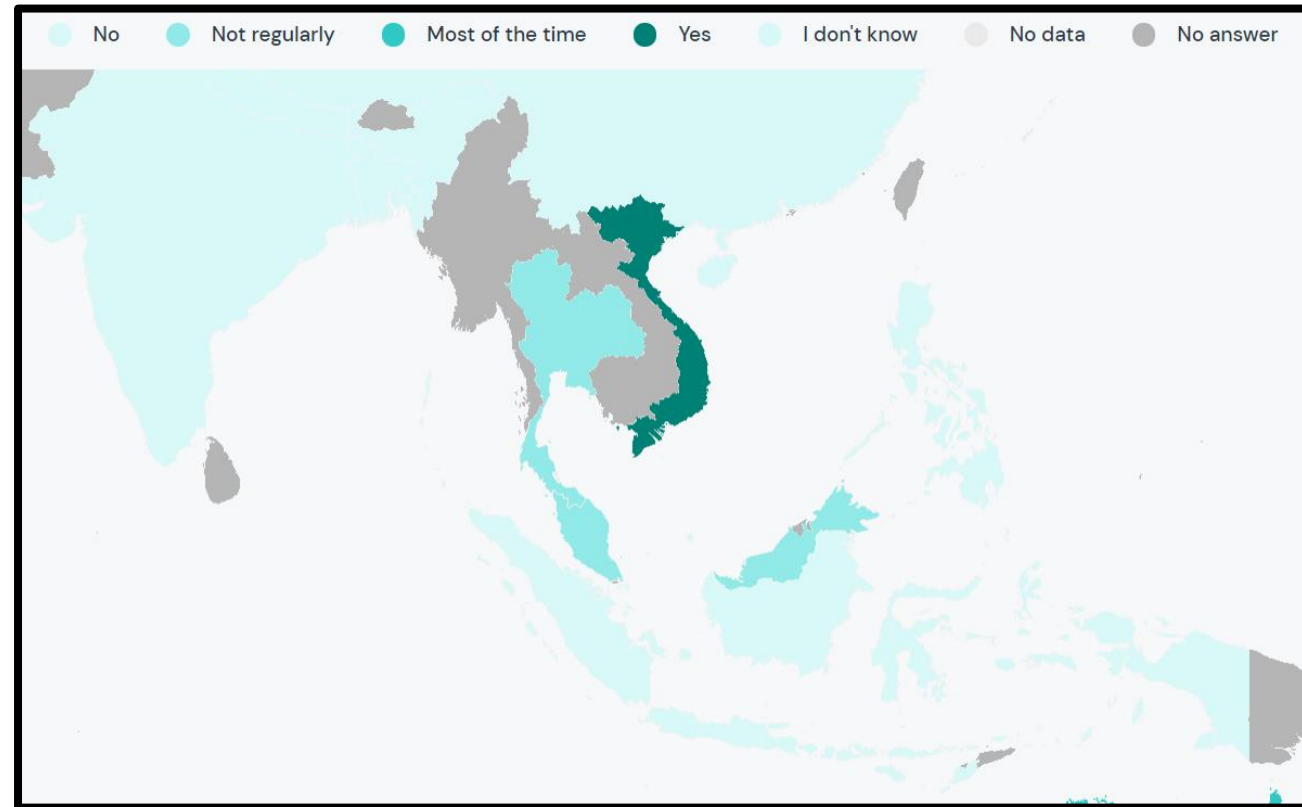 No Not regularly Most of the time Yes I don't know No data No answer